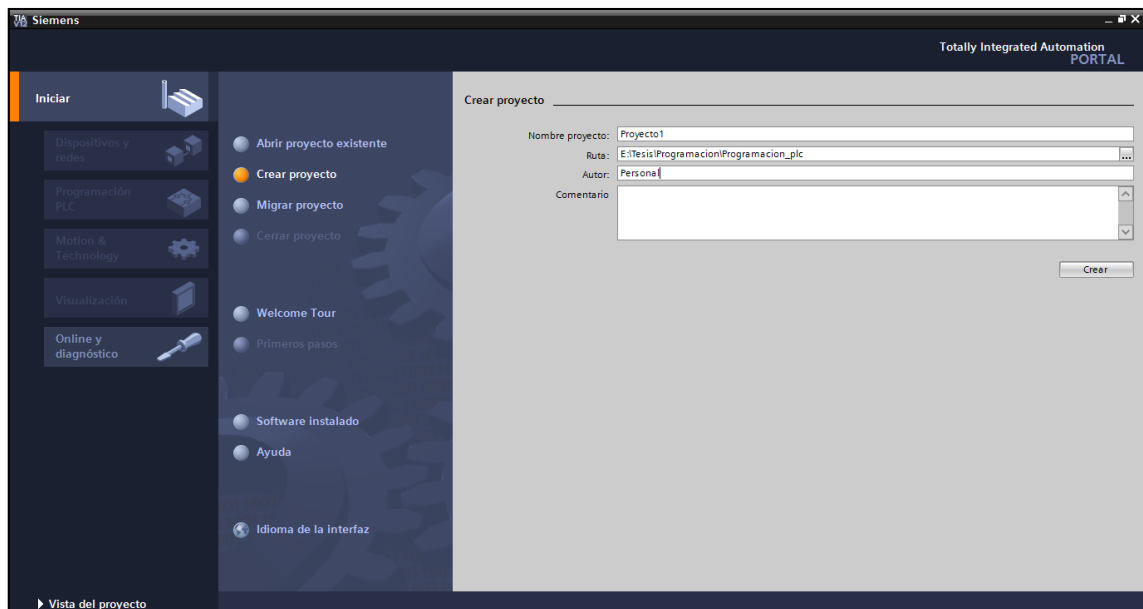 TIA
V12 Siemens
Totally Integrated Automation
PORTAL
Iniciar
Dispositivos y
redes
Programación
PLC
Motion &
Technology
Visualización
Online y
diagnóstico
Abrir proyecto existente
Crear proyecto
Migrar proyecto
Cerrar proyecto
Welcome Tour
Primeros pasos
Software instalado
Ayuda
Idioma de la interfaz
Crear proyecto
Nombre proyecto: Proyecto1
Ruta: E:\Tesis\Programacion\Programacion_plc ...
Autor: Personal
Comentario
Crear
Vista del proyecto